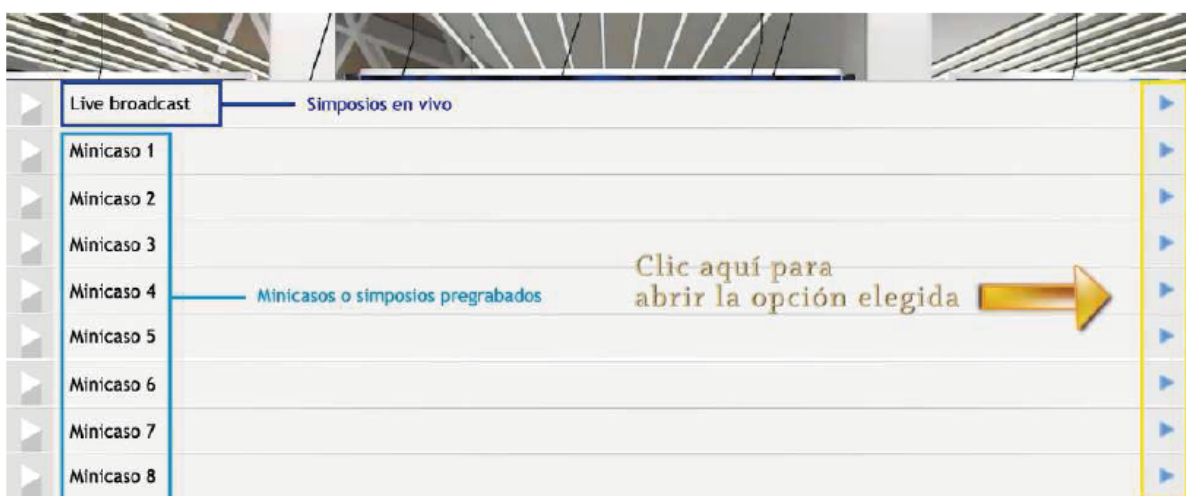 Live broadcast
Simposios en vivo
Minicaso 1
Minicaso 2
Minicaso 3
Minicaso 4
Minicasos o simposios pregrabados
Clic aquí para
abrir la opción elegida
Minicaso 5
Minicaso 6
Minicaso 7
Minicaso 8